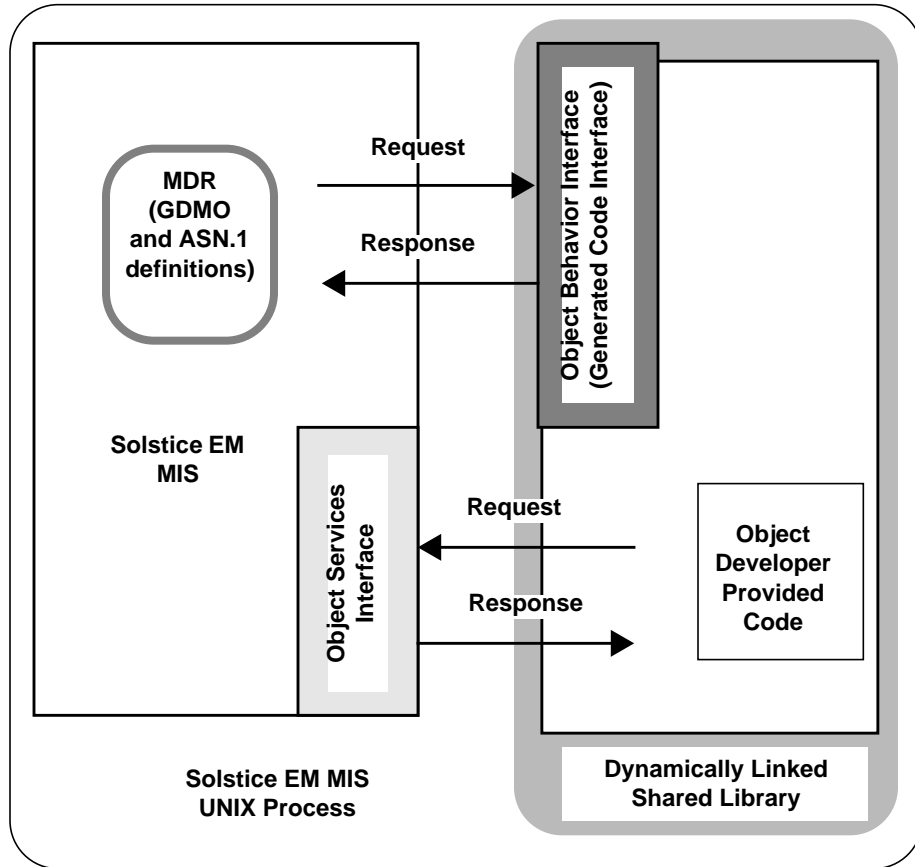 MDR
(GDMO
and ASN.1
definitions)
Request
Response
Object Behavior Interface
(Generated Code Interface)
Solstice EM
MIS
Object Services
Interface
Request
Response
Object
Developer
Provided
Code
Solstice EM MIS
UNIX Process
Dynamically Linked
Shared Library